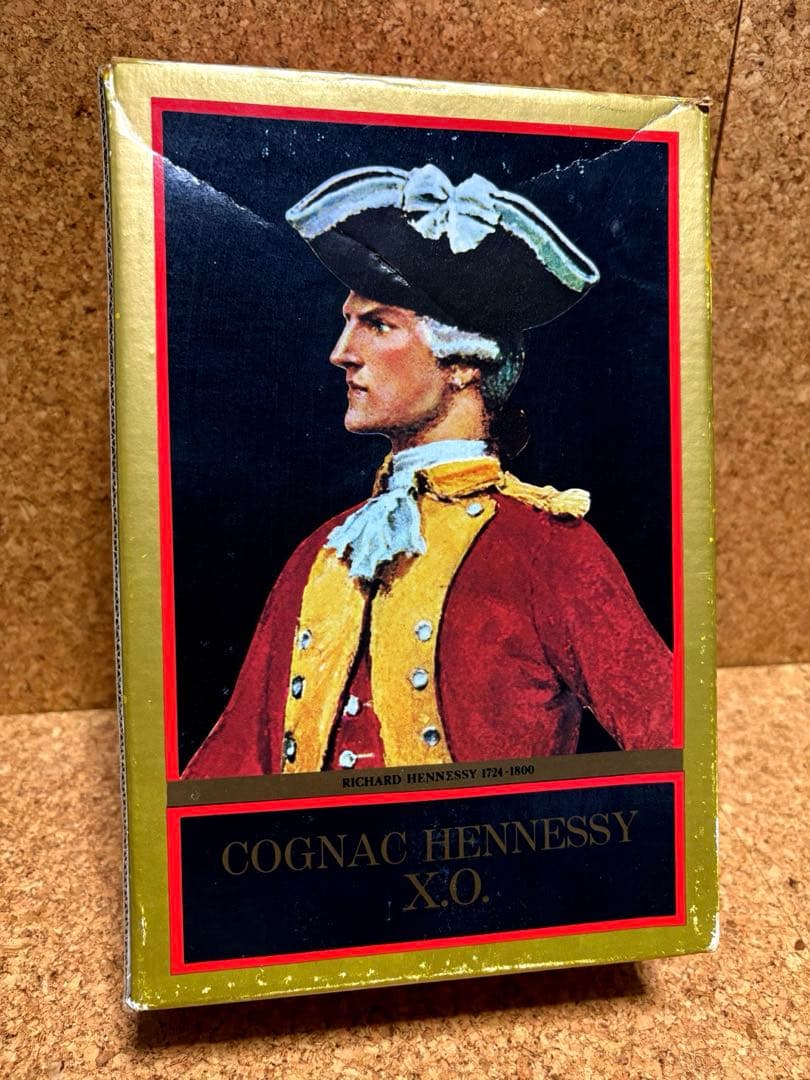 RICHARD HENNESSY 1724-1800
COGNAC HENNESSY
X.O.